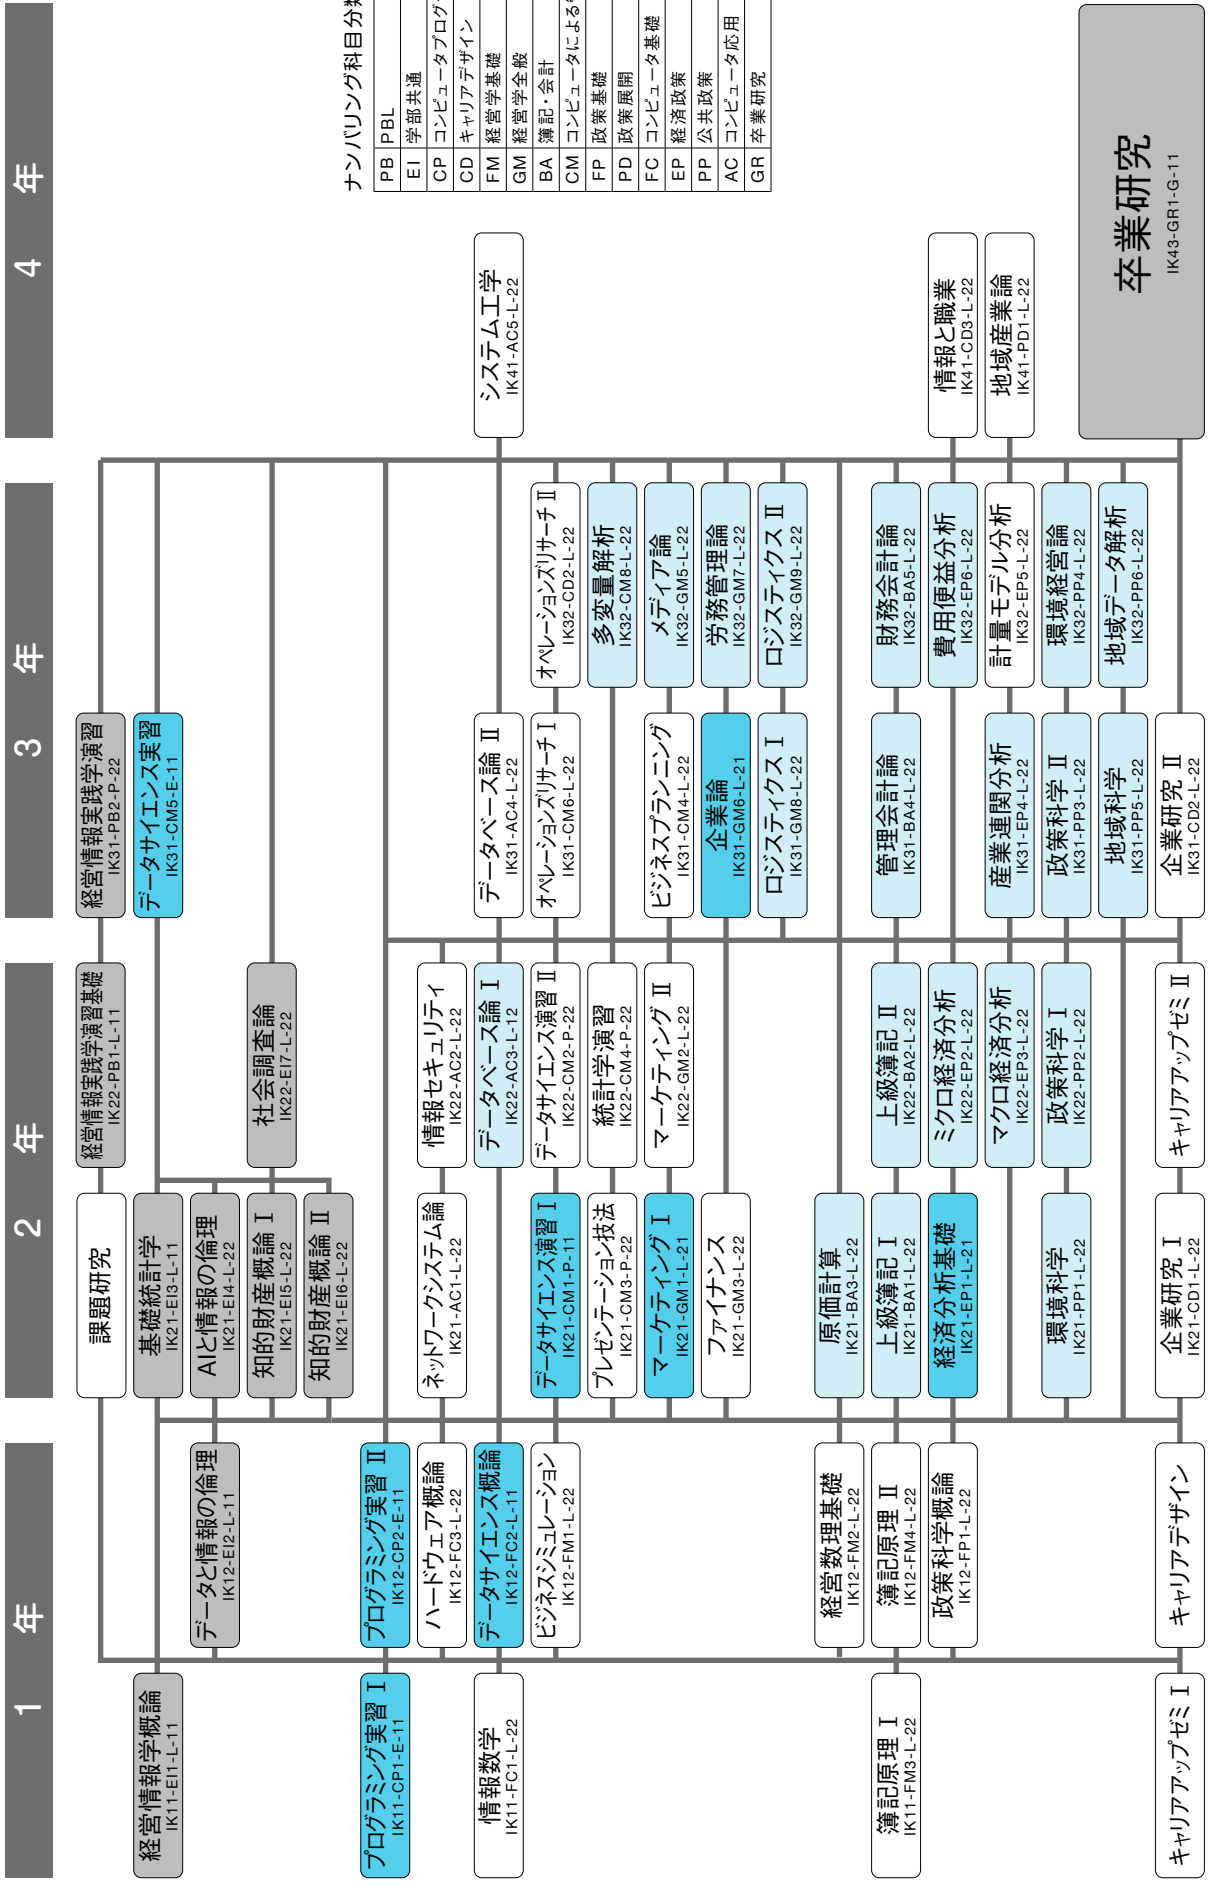 1 年
2 年
3 年
4 年
経営情報学概論
IK11-EI1-L-11
プログラミング実習 Ⅰ
IK11-CP1-E-11
情報数学
IK11-FC1-L-22
簿記原理 Ⅰ
IK11-FM3-L-22
キャリアアップゼミ Ⅰ
データと情報の倫理
IK12-EI2-L-11
プログラミング実習 Ⅱ
IK12-CP2-E-11
ハードウェア概論
IK12-FC3-L-22
データサイエンス概論
IK12-FC2-L-11
ビジネスシミュレーション
IK12-FM1-L-22
経営数理基礎
IK12-FM2-L-22
簿記原理 Ⅱ
IK12-FM4-L-22
政策科学概論
IK12-FP1-L-22
キャリアデザイン
課題研究
基礎統計学
IK21-EI3-L-11
AIと情報の倫理
IK21-EI4-L-22
知的財産概論 Ⅰ
IK21-EI5-L-22
知的財産概論 Ⅱ
IK21-EI6-L-22
ネットワークシステム論
IK21-AC1-L-22
データサイエンス演習 Ⅰ
IK21-CM1-P-11
プレゼンテーション技法
IK21-CM3-P-22
マーケティング Ⅰ
IK21-GM1-L-21
ファイナンス
IK21-GM3-L-22
原価計算
IK21-BA3-L-22
上級簿記 Ⅰ
IK21-BA1-L-22
経済分析基礎
IK21-EP1-L-21
環境科学
IK21-PP1-L-22
企業研究 Ⅰ
IK21-CD1-L-22
経営情報実践学演習基礎
IK22-PB1-L-11
社会調査論
IK22-EI7-L-22
情報セキュリティ
IK22-AC2-L-22
データベース論 Ⅰ
IK22-AC3-L-12
データサイエンス演習 Ⅱ
IK22-CM2-P-22
統計学演習
IK22-CM4-P-22
マーケティング Ⅱ
IK22-GM2-L-22
上級簿記 Ⅱ
IK22-BA2-L-22
ミクロ経済分析
IK22-EP2-L-22
マクロ経済分析
IK22-EP3-L-22
政策科学 Ⅰ
IK22-PP2-L-22
キャリアアップゼミ Ⅱ
経営情報実践学演習
IK31-PB2-P-22
データサイエンス実習
IK31-CM5-E-11
データベース論 Ⅱ
IK31-AC4-L-22
オペレーションズリサーチ Ⅰ
IK31-CM6-L-22
ビジネスプランニング
IK31-CM4-L-22
企業論
IK31-GM6-L-21
ロジスティクス Ⅰ
IK31-GM8-L-22
管理会計論
IK31-BA4-L-22
産業連関分析
IK31-EP4-L-22
政策科学 Ⅱ
IK31-PP3-L-22
地域科学
IK31-PP5-L-22
企業研究 Ⅱ
IK31-CD2-L-22
オペレーションズリサーチ Ⅱ
IK32-CD2-L-22
多変量解析
IK32-CM8-L-22
メディア論
IK32-GM5-L-22
労務管理論
IK32-GM7-L-22
ロジスティクス Ⅱ
IK32-GM9-L-22
財務会計論
IK32-BA5-L-22
費用便益分析
IK32-EP6-L-22
計量モデル分析
IK32-EP5-L-22
環境経営論
IK32-PP4-L-22
地域データ解析
IK32-PP6-L-22
システム工学
IK41-AC5-L-22
情報と職業
IK41-CD3-L-22
地域産業論
IK41-PD1-L-22
卒業研究
IK43-GR1-G-11
ナンバリング科目分
PB PBL
EI 学部共通
CP コンピュータプログ
CD キャリアデザイン
FM 経営学基礎
GM 経営学全般
BA 簿記・会計
CM コンピュータによる
FP 政策基礎
PD 政策展開
FC コンピュータ基礎
EP 経済政策
PP 公共政策
AC コンピュータ応用
GR 卒業研究